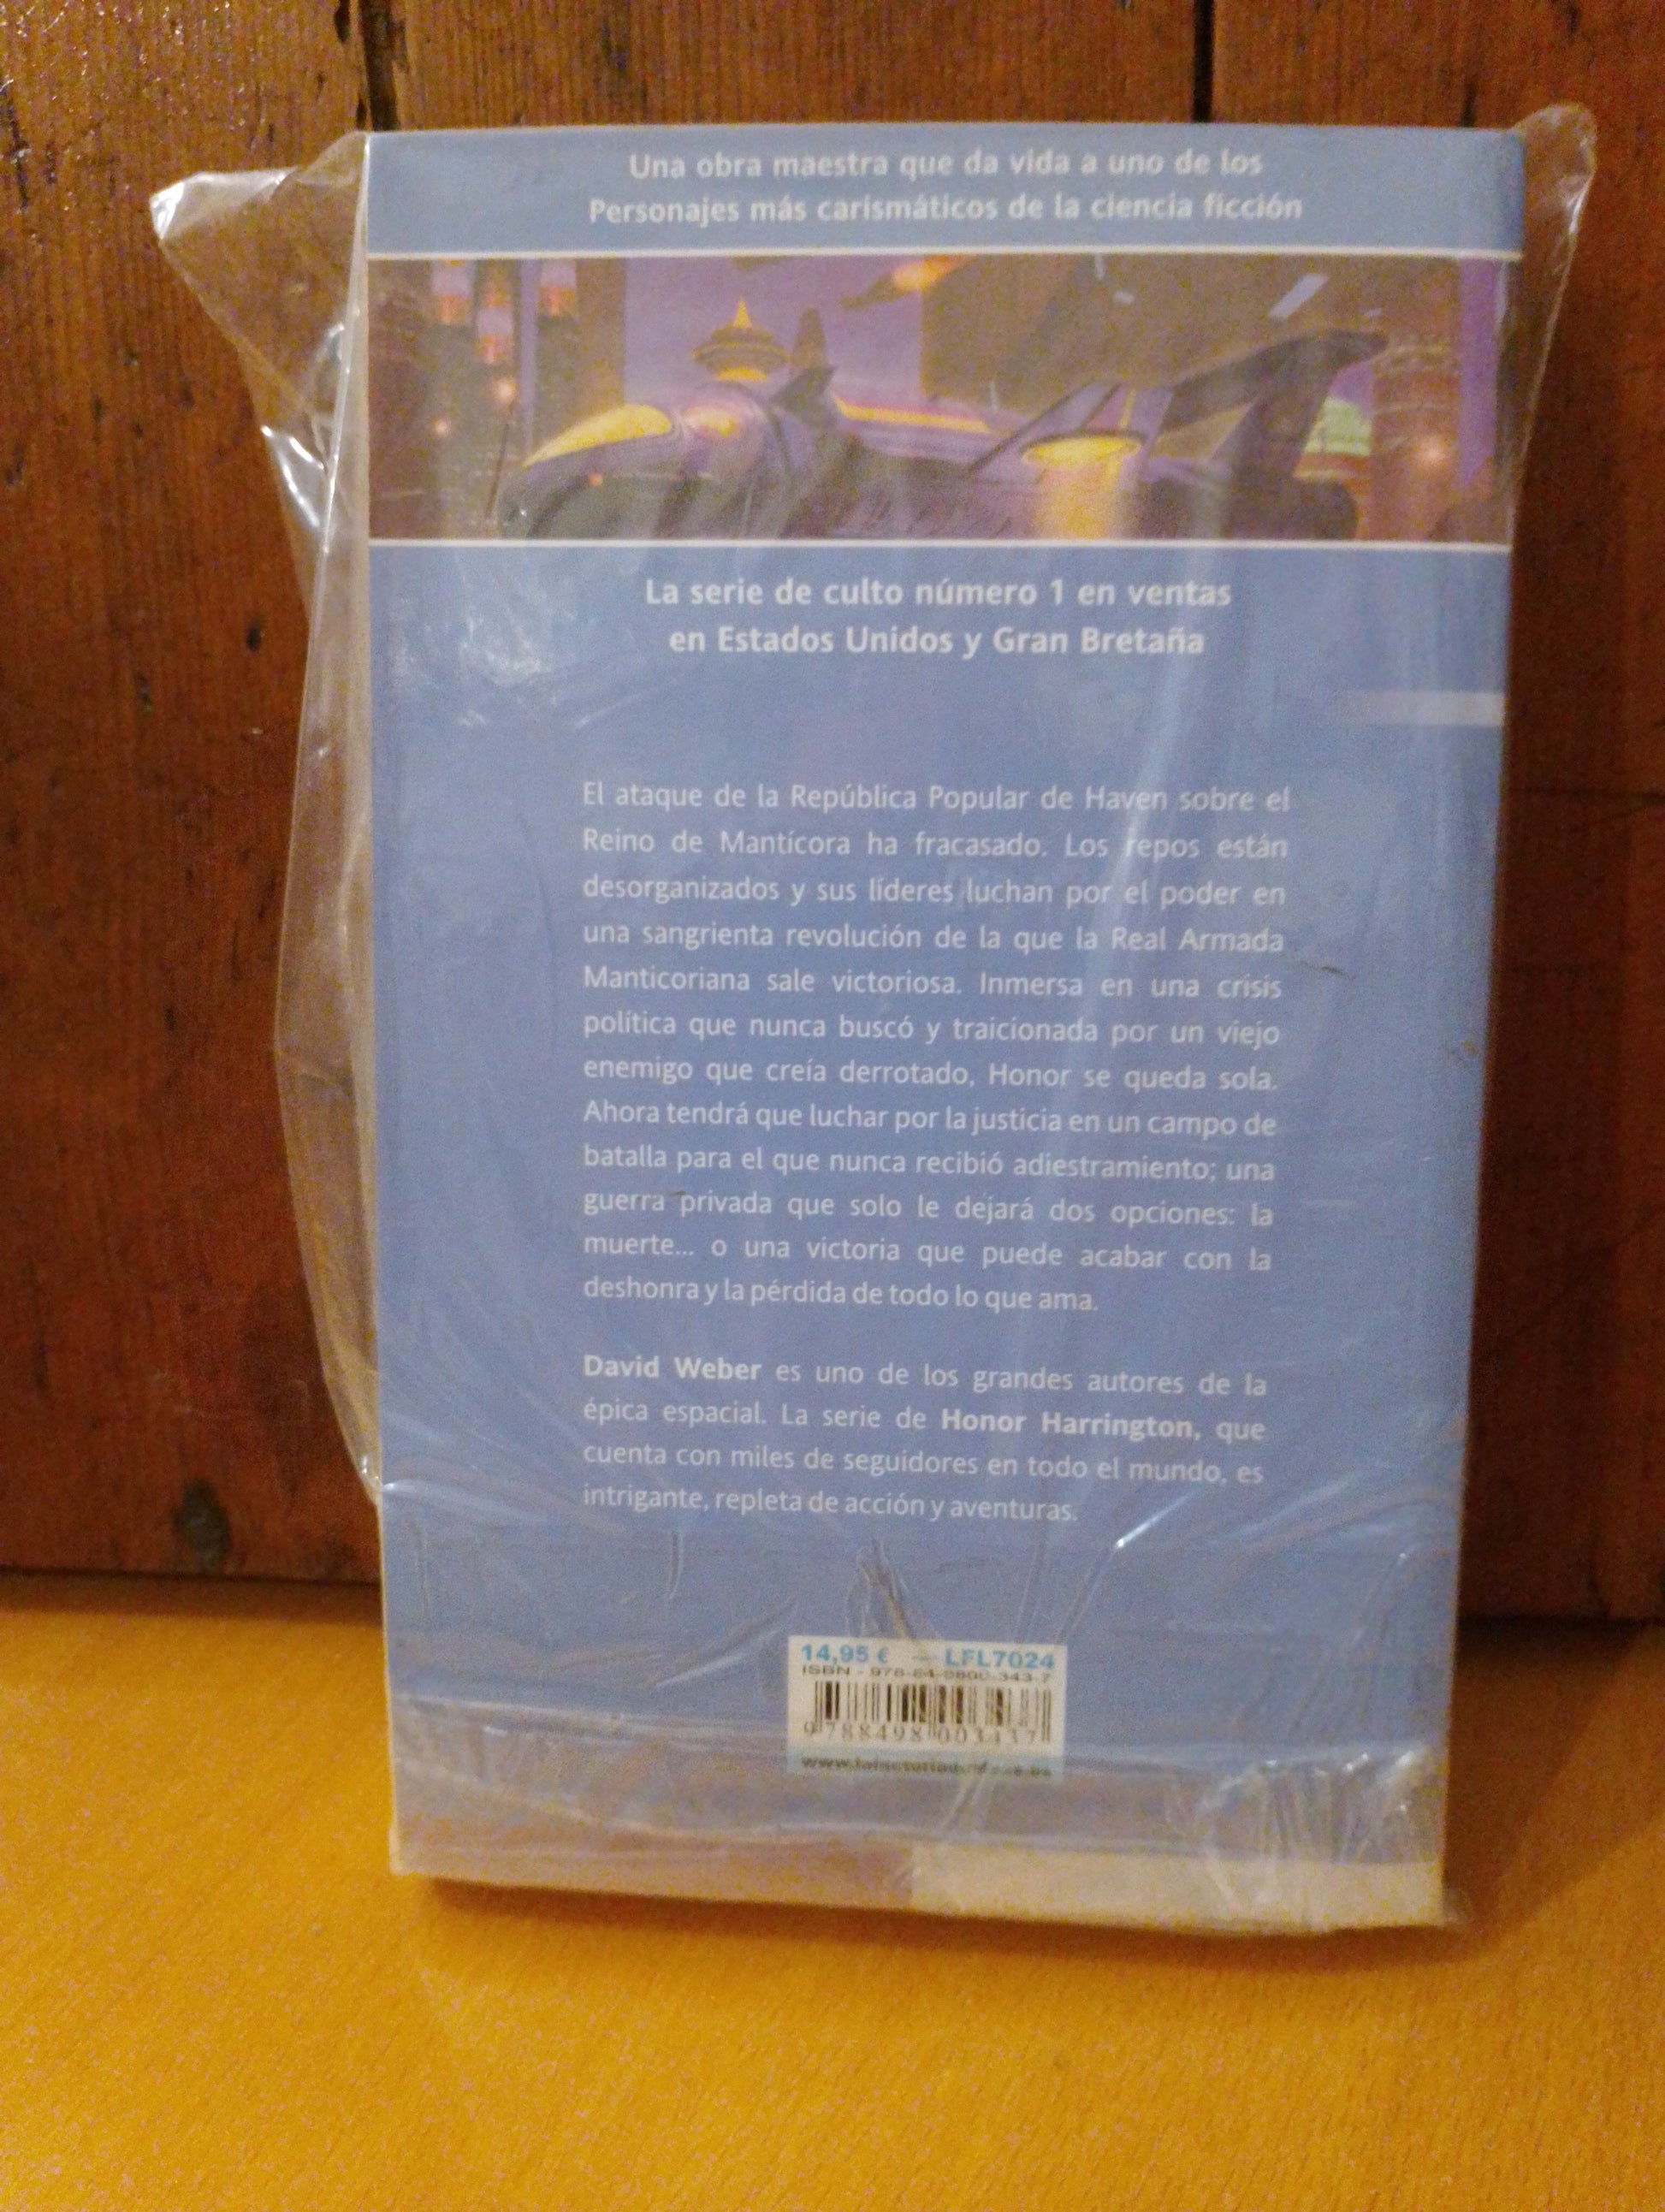 Una obra maestra que da vida a uno de los
Personajes más carismáticos de la ciencia ficción
La serie de culto número 1 en ventas
en Estados Unidos y Gran Bretaña
El ataque de la República Popular de Haven sobre el
Reino de Mantícora ha fracasado. Los repos están
desorganizados y sus líderes luchan por el poder en
una sangrienta revolución de la que la Real Armada
Manticoriana sale victoriosa. Inmersa en una crisis
política que nunca buscó y traicionada por un viejo
enemigo que creía derrotado, Honor se queda sola.
Ahora tendrá que luchar por la justicia en un campo de
batalla para el que nunca recibió adiestramiento; una
guerra privada que solo le dejará dos opciones: la
muerte... o una victoria que puede acabar con la
deshonra y la pérdida de todo lo que ama.
David Weber es uno de los grandes autores de la
épica espacial. La serie de Honor Harrington, que
cuenta con miles de seguidores en todo el mundo, es
intrigante, repleta de acción y aventuras.
14,95 € LFL7024
ISBN - 978-84-9800-343-7
9788498003437